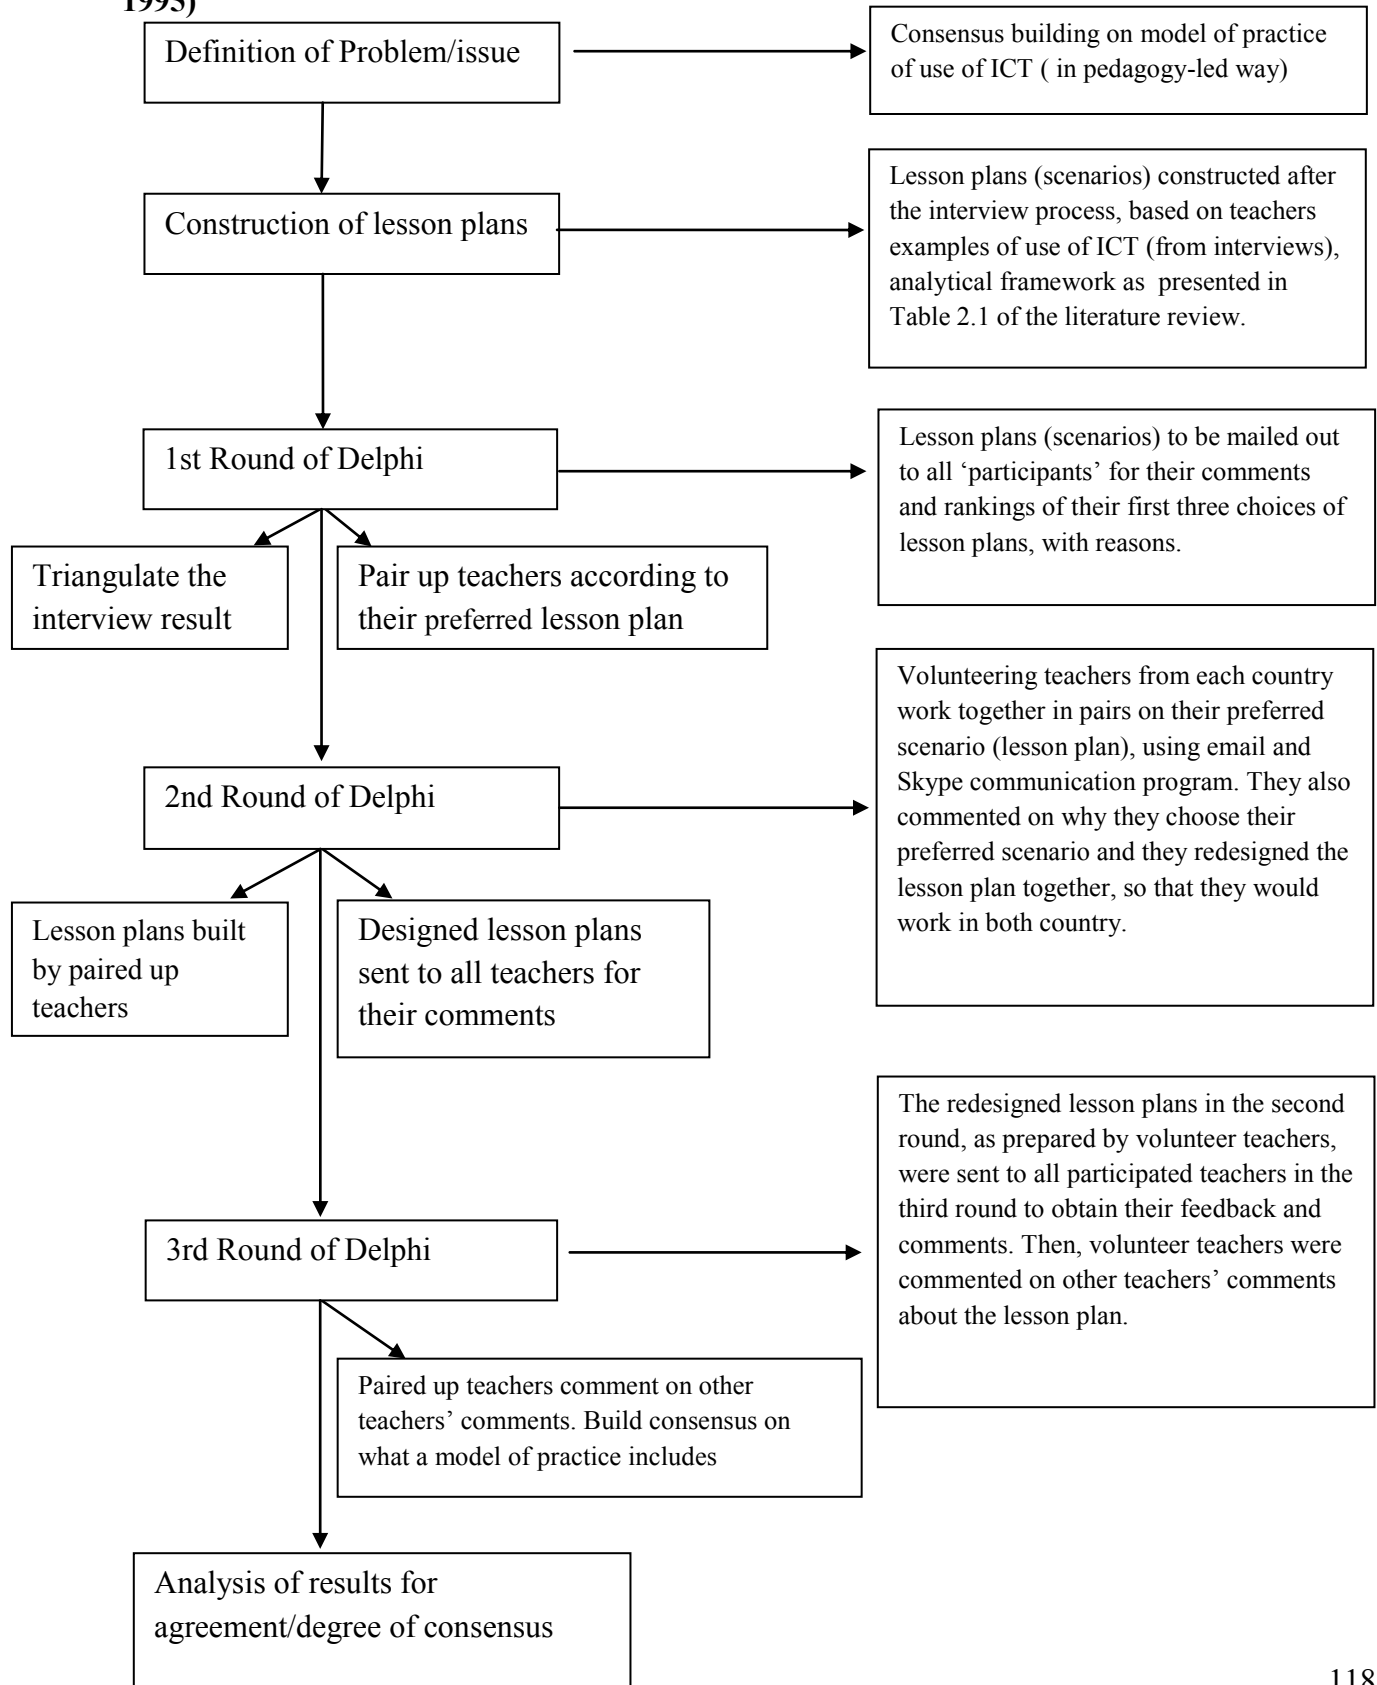 1995)
Definition of Problem/issue
Consensus building on model of practice
of use of ICT ( in pedagogy-led way)
Construction of lesson plans
Lesson plans (scenarios) constructed after
the interview process, based on teachers
examples of use of ICT (from interviews),
analytical framework as presented in
Table 2.1 of the literature review.
1st Round of Delphi
Lesson plans (scenarios) to be mailed out
to all ‘participants’ for their comments
and rankings of their first three choices of
lesson plans, with reasons.
Triangulate the
interview result
Pair up teachers according to
their preferred lesson plan
2nd Round of Delphi
Volunteering teachers from each country
work together in pairs on their preferred
scenario (lesson plan), using email and
Skype communication program. They also
commented on why they choose their
preferred scenario and they redesigned the
lesson plan together, so that they would
work in both country.
Lesson plans built
by paired up
teachers
Designed lesson plans
sent to all teachers for
their comments
3rd Round of Delphi
The redesigned lesson plans in the second
round, as prepared by volunteer teachers,
were sent to all participated teachers in the
third round to obtain their feedback and
comments. Then, volunteer teachers were
commented on other teachers’ comments
about the lesson plan.
Paired up teachers comment on other
teachers’ comments. Build consensus on
what a model of practice includes
Analysis of results for
agreement/degree of consensus
118